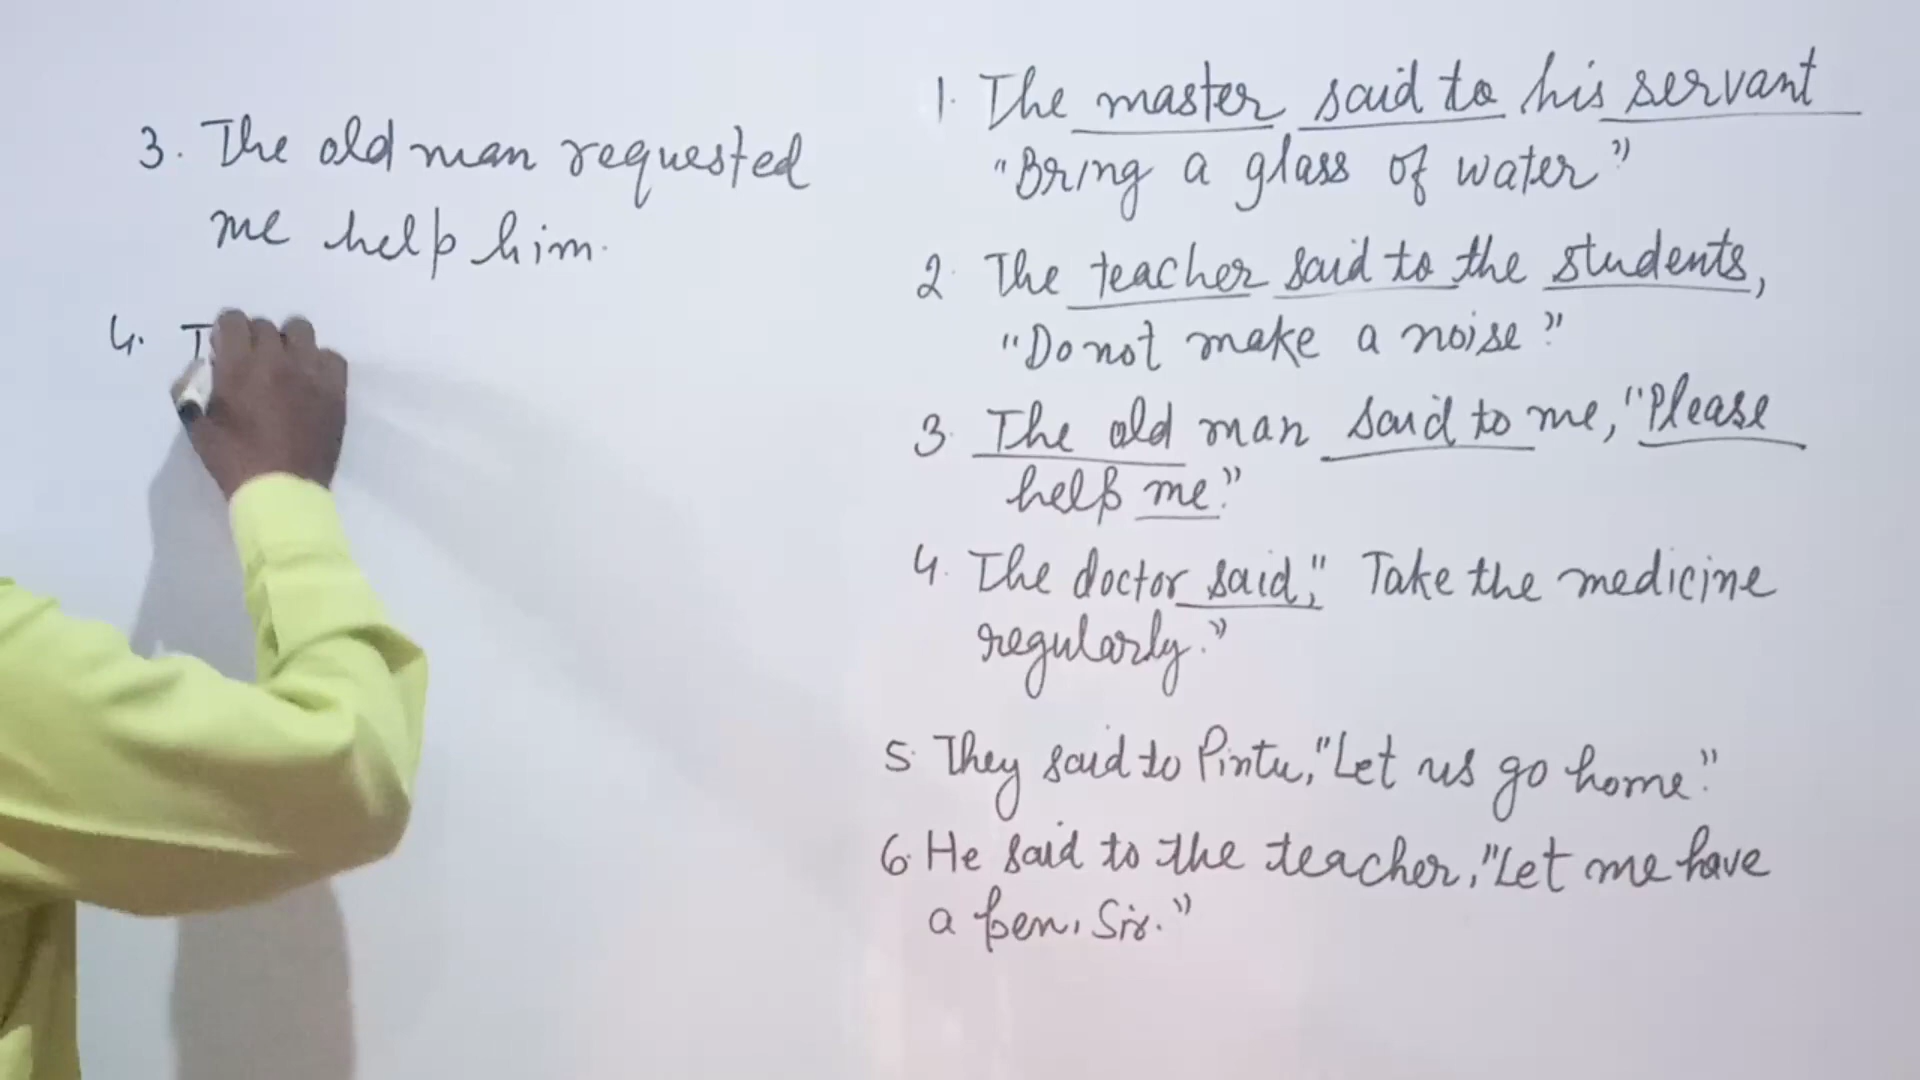 3. The old man requested
me help him.
4. T
1. The master said to his servant
"Bring a glass of water"
2. The teacher said to the students,
"Do not make a noise"
3. The old man said to me, "Please
help me."
4. The doctor said," Take the medicine
regularly."
5. They said to Pintu, "Let us go home."
6. He said to the teacher, "Let me have
a pen, Sir."